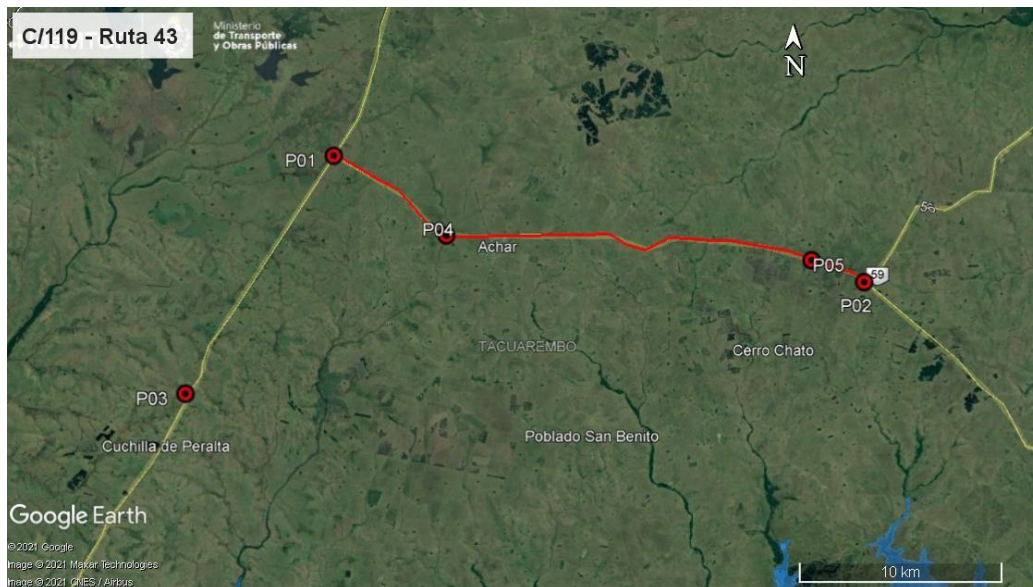 C/119 - Ruta 43
Ministerio
de Transporte
y Obras Públicas
N
P01
P04
Achar
56
59
P05
P02
TACUAREMBO
Cerro Chato
P03
Poblado San Benito
Cuchilla de Peralta
Google Earth
©2021 Google
Image © 2021 Maxar Technologies
Image © 2021 CNES / Airbus
10 km